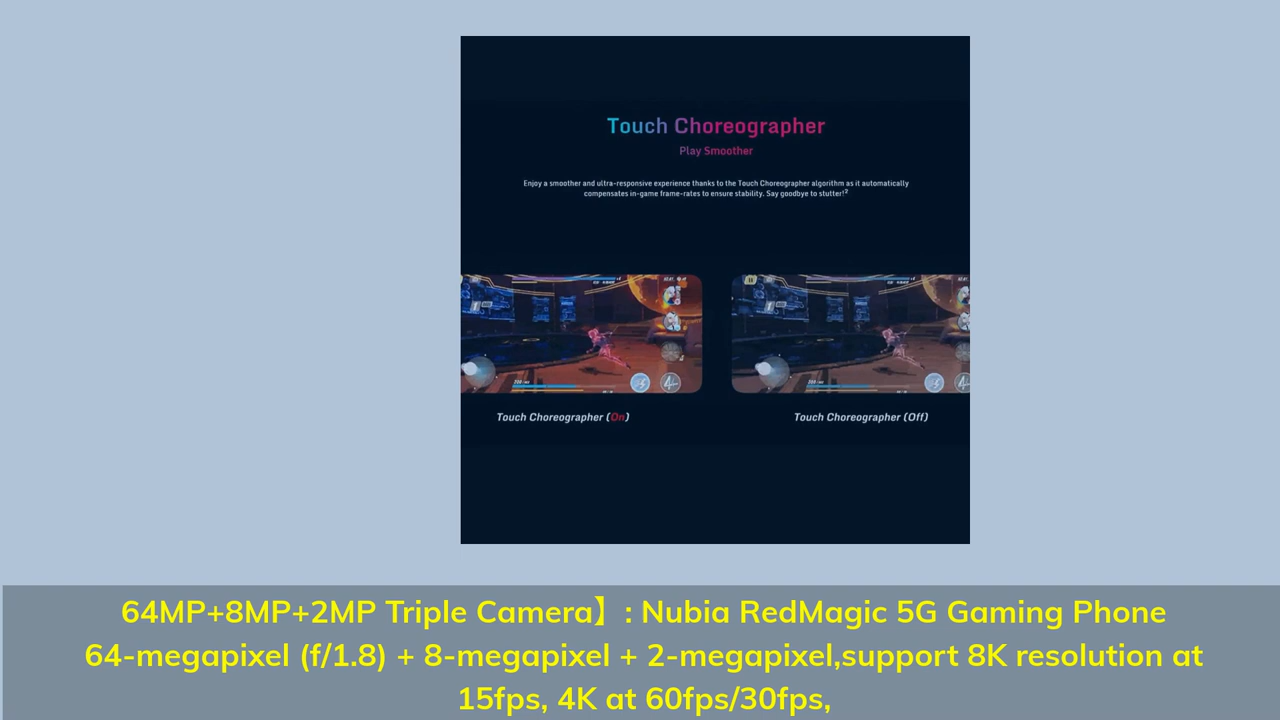 Touch Choreographer
Play Smoother
Enjoy a smoother and ultra-responsive experience thanks to the Touch Choreographer algorithm as it automatically
compensates in-game frame-rates to ensure stability. Say goodbye to stutter!2
Touch Choreographer (On)
Touch Choreographer (Off)
64MP+8MP+2MP Triple Camera】: Nubia RedMagic 5G Gaming Phone
64-megapixel (f/1.8) + 8-megapixel + 2-megapixel,support 8K resolution at
15fps, 4K at 60fps/30fps,